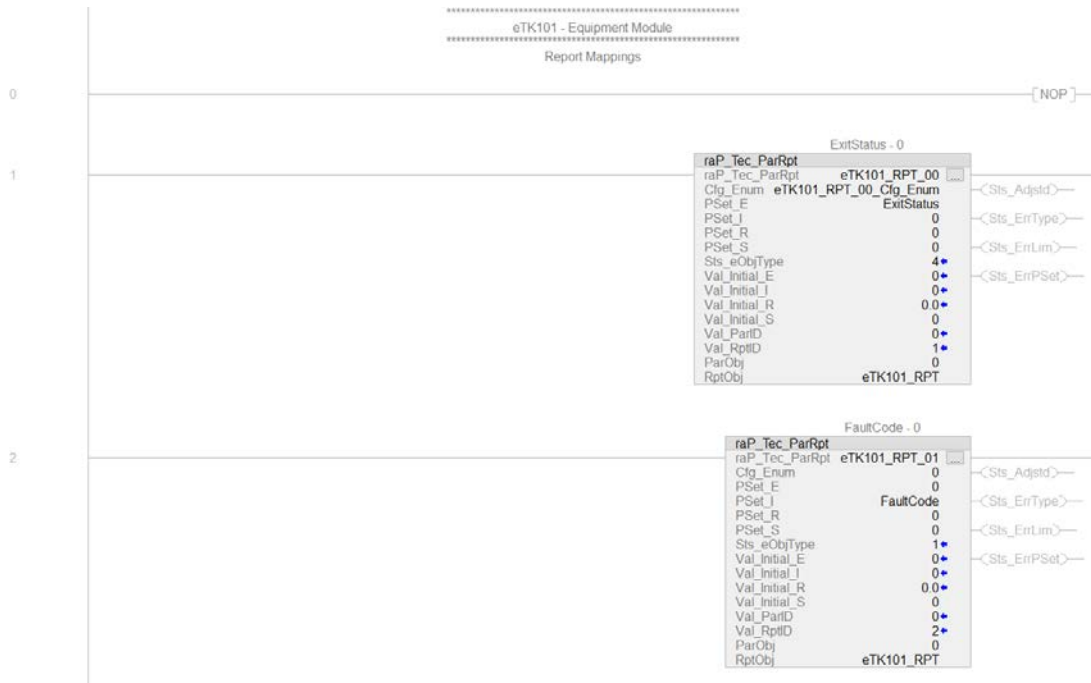 ************************************************************
eTK101 - Equipment Module
************************************************************
Report Mappings
0
[NOP]
ExitStatus - 0
raP_Tec_ParRpt
1
raP_Tec_ParRpt eTK101_RPT_00 ...
Cfg_Enum eTK101_RPT_00_Cfg_Enum
Sts_Adjstd
PSet_E ExitStatus
PSet_I 0
Sts_ErrType
PSet_R 0
PSet_S 0
Sts_ErrLim
Sts_eObjType 4
Val_Initial_E 0
Sts_ErrPSet
Val_Initial_I 0
Val_Initial_R 0.0
Val_Initial_S 0
Val_ParID 0
Val_RptID 1
ParObj 0
RptObj eTK101_RPT
FaultCode - 0
raP_Tec_ParRpt
2
raP_Tec_ParRpt eTK101_RPT_01 ...
Cfg_Enum 0
Sts_Adjstd
PSet_E 0
PSet_I FaultCode
Sts_ErrType
PSet_R 0
PSet_S 0
Sts_ErrLim
Sts_eObjType 1
Val_Initial_E 0
Sts_ErrPSet
Val_Initial_I 0
Val_Initial_R 0.0
Val_Initial_S 0
Val_ParID 0
Val_RptID 2
ParObj 0
RptObj eTK101_RPT